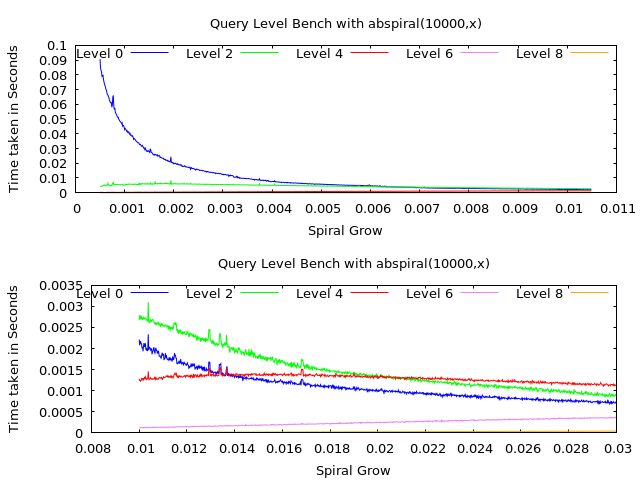 Query Level Bench with abspiral(10000,x)
Time taken in Seconds
0.1
0.09
0.08
0.07
0.06
0.05
0.04
0.03
0.02
0.01
0
Level 0 Level 2 Level 4 Level 6 Level 8
0 0.001 0.002 0.003 0.004 0.005 0.006 0.007 0.008 0.009 0.01 0.011
Spiral Grow
Query Level Bench with abspiral(10000,x)
Time taken in Seconds
0.0035
0.003
0.0025
0.002
0.0015
0.001
0.0005
0
Level 0 Level 2 Level 4 Level 6 Level 8
0.008 0.01 0.012 0.014 0.016 0.018 0.02 0.022 0.024 0.026 0.028 0.03
Spiral Grow